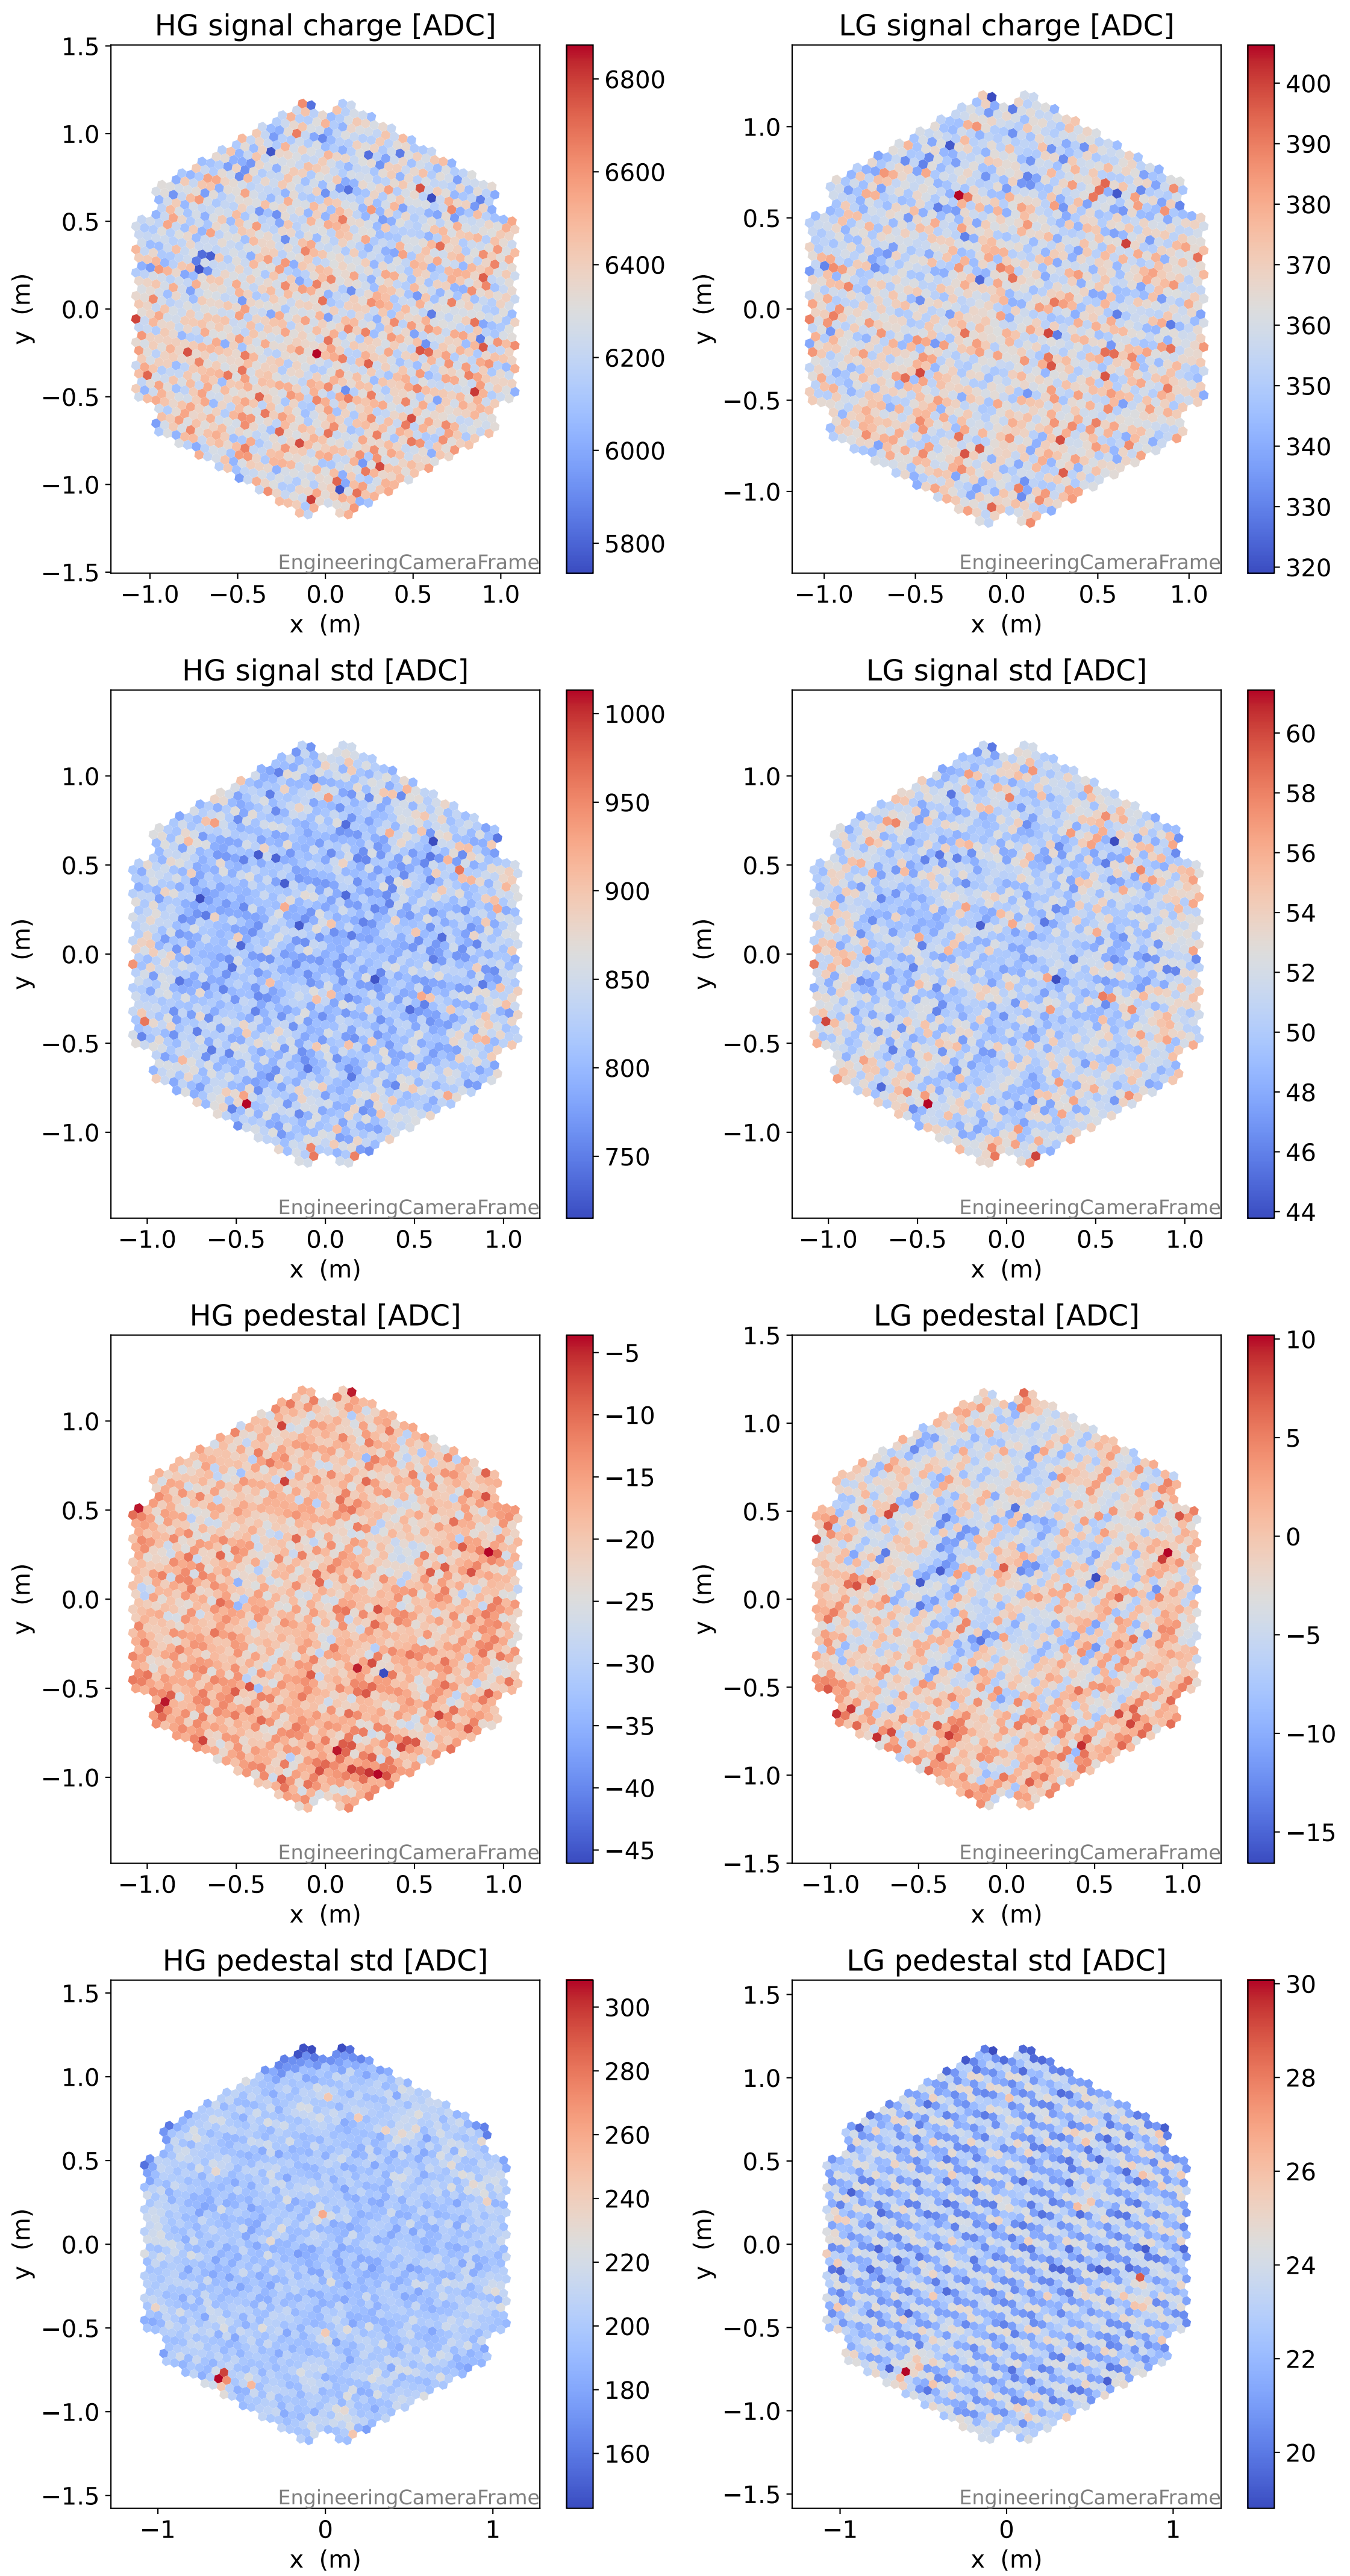 HG signal charge [ADC]
1.5
1.0
0.5
0.0
−0.5
−1.0
−1.5
y (m)
−1.0 −0.5 0.0 0.5 1.0
x (m)
EngineeringCameraFrame
6800
6600
6400
6200
6000
5800
LG signal charge [ADC]
1.0
0.5
0.0
−0.5
−1.0
y (m)
−1.0 −0.5 0.0 0.5 1.0
x (m)
EngineeringCameraFrame
400
390
380
370
360
350
340
330
320
HG signal std [ADC]
1.0
0.5
0.0
−0.5
−1.0
y (m)
−1.0 −0.5 0.0 0.5 1.0
x (m)
EngineeringCameraFrame
1000
950
900
850
800
750
LG signal std [ADC]
1.0
0.5
0.0
−0.5
−1.0
y (m)
−1.0 −0.5 0.0 0.5 1.0
x (m)
EngineeringCameraFrame
60
58
56
54
52
50
48
46
44
HG pedestal [ADC]
1.0
0.5
0.0
−0.5
−1.0
y (m)
−1.0 −0.5 0.0 0.5 1.0
x (m)
EngineeringCameraFrame
−5
−10
−15
−20
−25
−30
−35
−40
−45
LG pedestal [ADC]
1.5
1.0
0.5
0.0
−0.5
−1.0
−1.5
y (m)
−1.0 −0.5 0.0 0.5 1.0
x (m)
EngineeringCameraFrame
10
5
0
−5
−10
−15
HG pedestal std [ADC]
1.5
1.0
0.5
0.0
−0.5
−1.0
−1.5
y (m)
−1 0 1
x (m)
EngineeringCameraFrame
300
280
260
240
220
200
180
160
LG pedestal std [ADC]
1.5
1.0
0.5
0.0
−0.5
−1.0
−1.5
y (m)
−1 0 1
x (m)
EngineeringCameraFrame
30
28
26
24
22
20